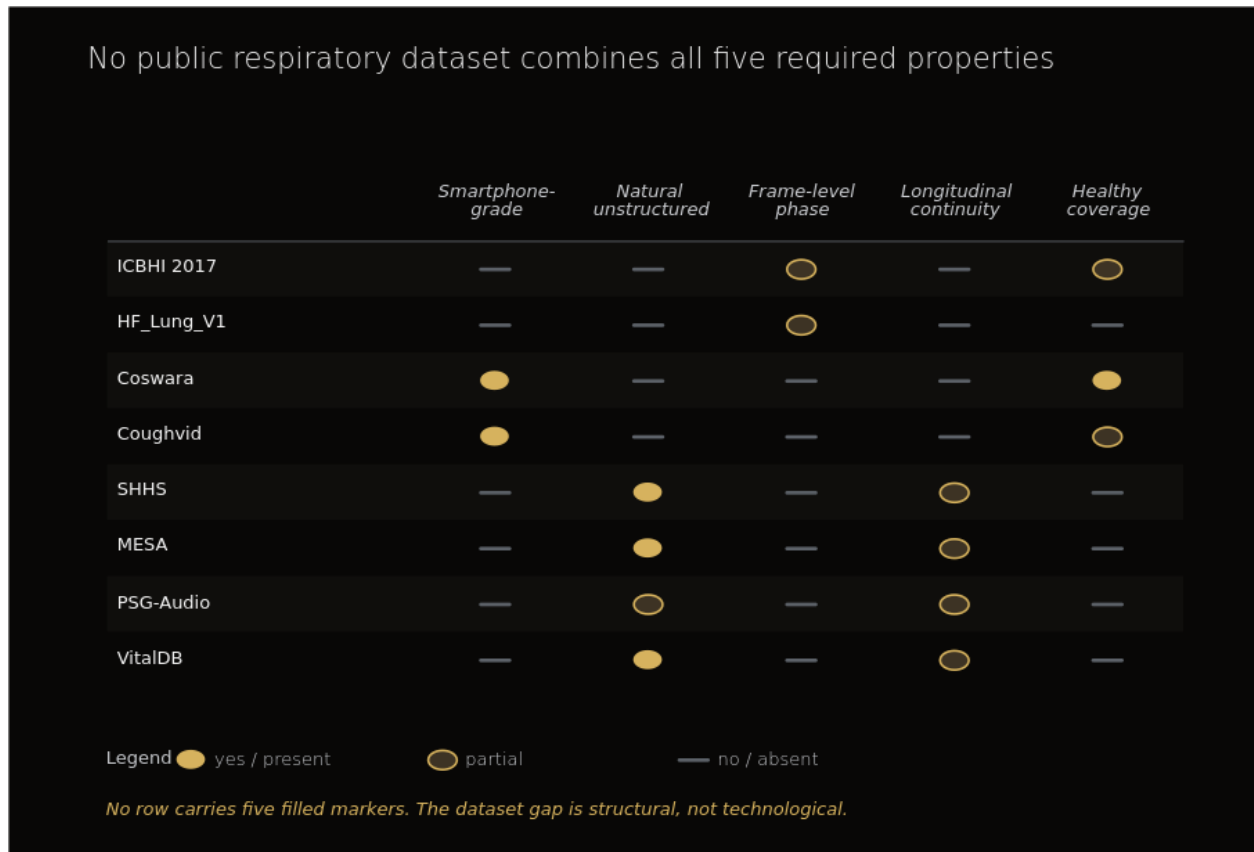 No public respiratory dataset combines all five required properties
Smartphone-
grade
Natural
unstructured
Frame-level
phase
Longitudinal
continuity
Healthy
coverage
ICBHI 2017
HF_Lung_V1
Coswara
Coughvid
SHHS
MESA
PSG-Audio
VitalDB
Legend yes / present partial no / absent
No row carries five filled markers. The dataset gap is structural, not technological.